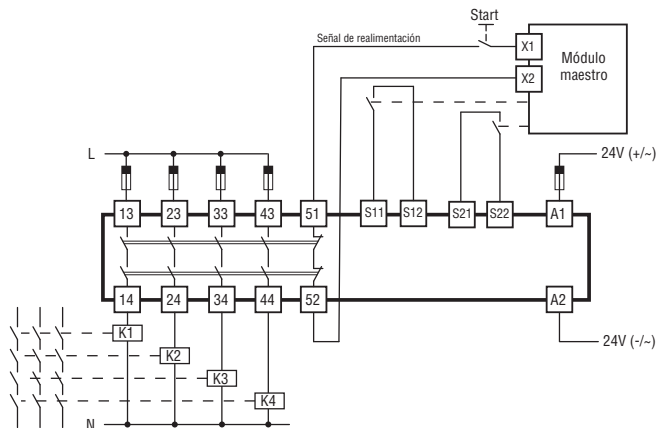 Start
Señal de realimentación
X1
Módulo
maestro
X2
L
24V (+/~)
13
23
33
43
51
S11
S12
S21
S22
A1
14
24
34
44
52
A2
K1
24V (-/~)
K2
K3
K4
N